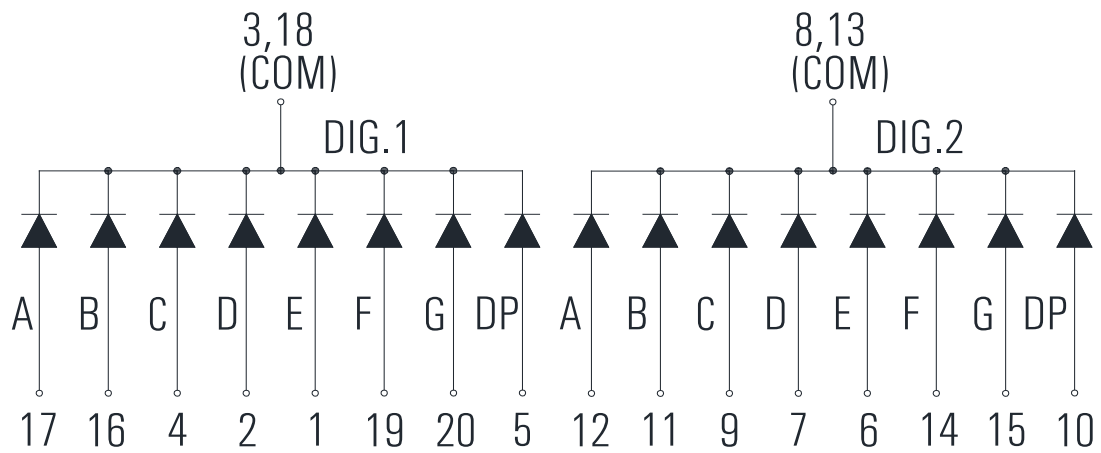 3,18 8,13
(COM) (COM)
DIG.1 DIG.2
A B C D E F G DP A B C D E F G DP
17 16 4 2 1 19 20 5 12 11 9 7 6 14 15 10